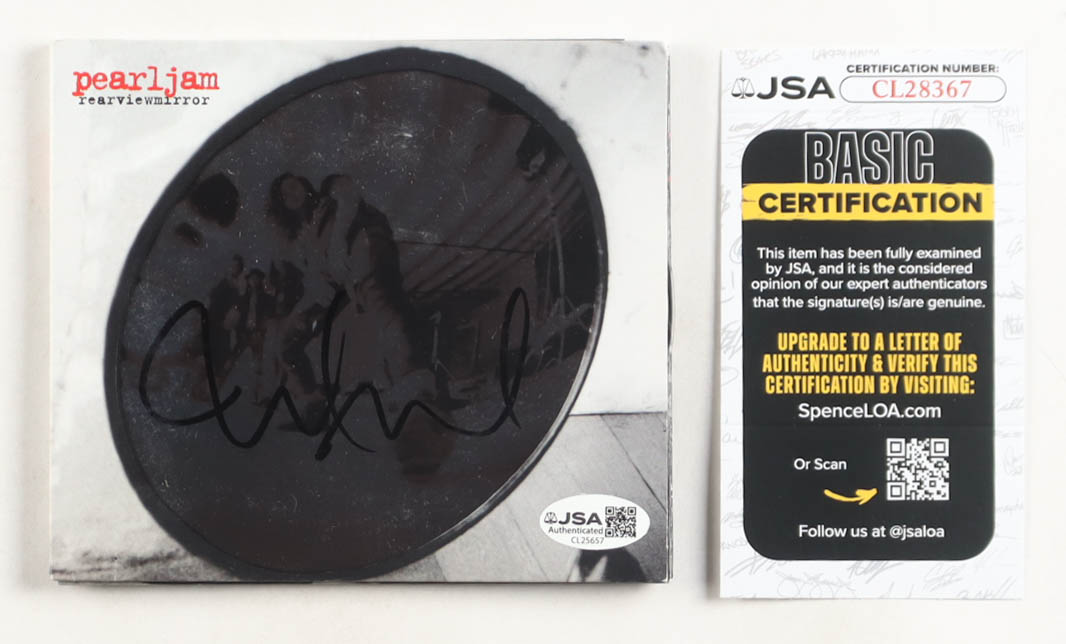 pearljam
rearviewmirror
JSA
Authenticated
CL25657
JSA
CERTIFICATION NUMBER:
CL28367
BASIC
CERTIFICATION
This item has been fully examined
by JSA, and it is the considered
opinion of our expert authenticators
that the signature(s) is/are genuine.
UPGRADE TO A LETTER OF
AUTHENTICITY & VERIFY THIS
CERTIFICATION BY VISITING:
SpenceLOA.com
Or Scan
Follow us at @jsaloa